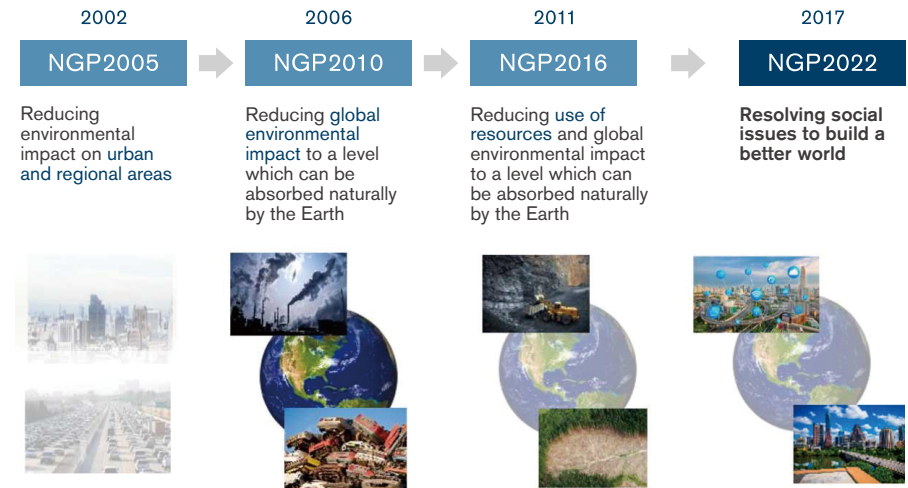 2002
NGP2005
Reducing
environmental
impact on urban
and regional areas
2006
NGP2010
Reducing global
environmental
impact to a level
which can be
absorbed naturally
by the Earth
2011
NGP2016
Reducing use of
resources and global
environmental impact
to a level which can
be absorbed naturally
by the Earth
2017
NGP2022
Resolving social
issues to build a
better world